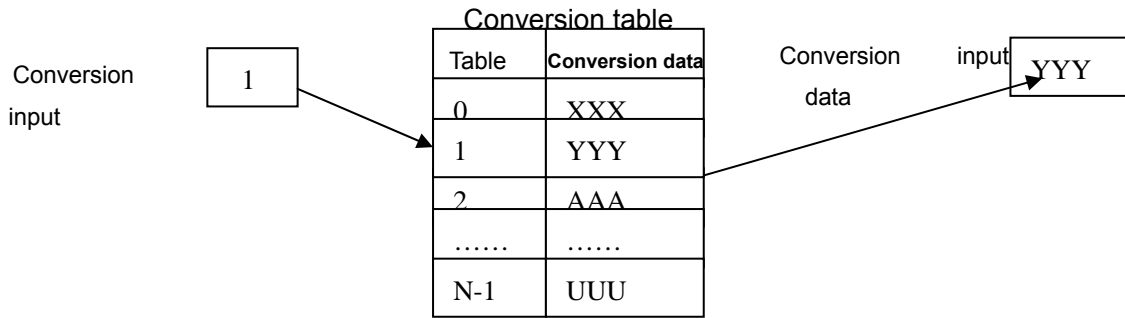 Conversion table
Table Conversion data
Conversion input
1
0 XXX
1 YYY
2 AAA
...... ......
N-1 UUU
Conversion input
data
YYY